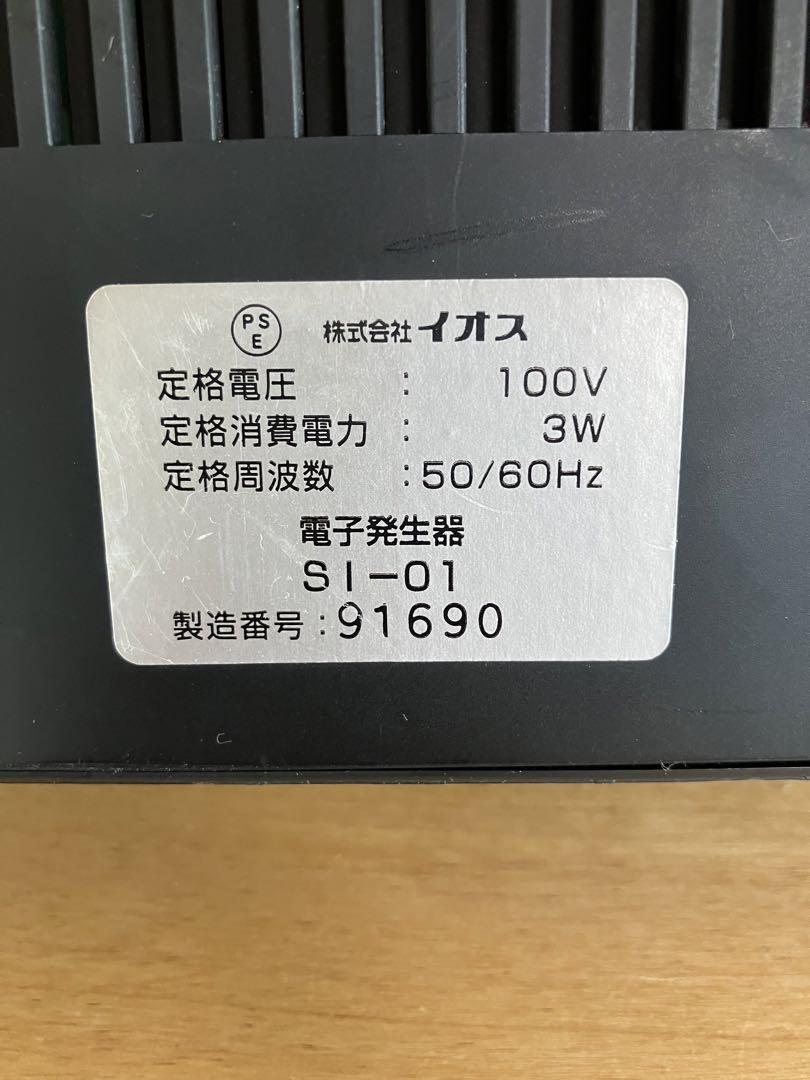 PS
E
株式会社イオス
定格電圧 : 100V
定格消費電力 : 3W
定格周波数 :50/60Hz
電子発生器
SI-01
製造番号:91690